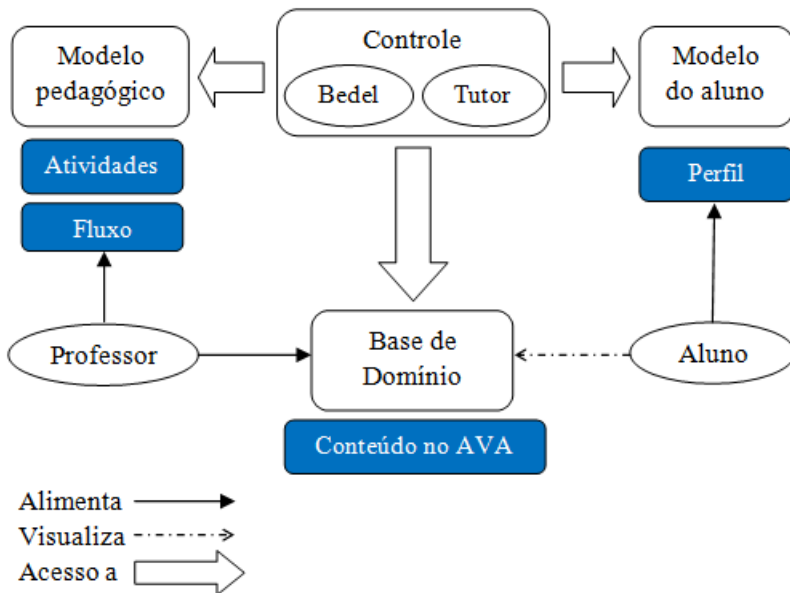 Modelo
pedagógico
Controle
Bedel
Tutor
Modelo
do aluno
Atividades
Fluxo
Perfil
Professor
Base de
Domínio
Aluno
Conteúdo no AVA
Alimenta
Visualiza
Acesso a